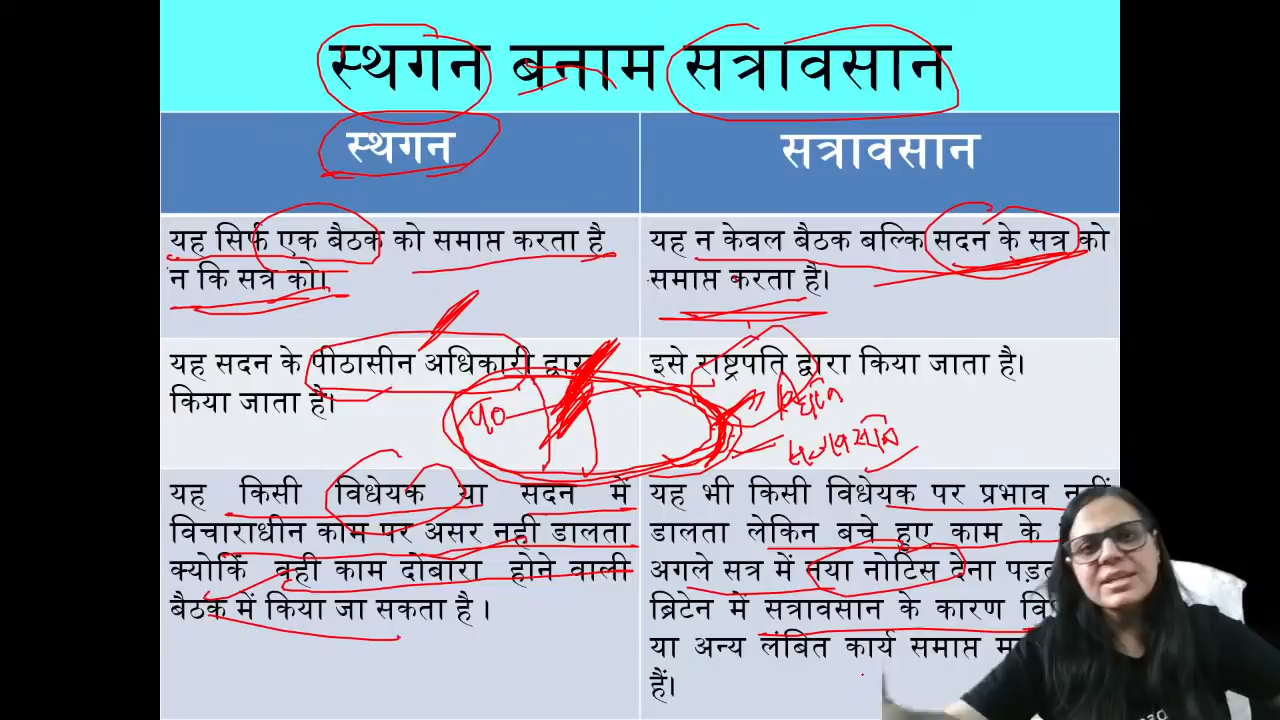 स्थगन बनाम सत्रावसान
स्थगन
सत्रावसान
यह सिर्फ एक बैठक को समाप्त करता है
न कि सत्र को।
यह न केवल बैठक बल्कि सदन के सत्र को
समाप्त करता है।
यह सदन के पीठासीन अधिकारी द्वारा
किया जाता है।
इसे राष्ट्रपति द्वारा किया जाता है।
यह किसी विधेयक या सदन में
विचाराधीन काम पर असर नही डालता
क्योकिं वही काम दोबारा होने वाली
बैठक में किया जा सकता है ।
यह भी किसी विधेयक पर प्रभाव नहीं
डालता लेकिन बचे हुए काम के
अगले सत्र में नया नोटिस देना
ब्रिटेन में सत्रावसान के कारण
या अन्य लंबित कार्य समाप्त
हैं।
सत्रावसान